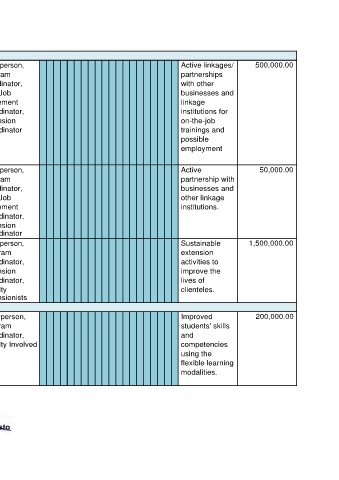 person,
am
dinator,
Job
ement
dinator,
nsion
dinator
Active linkages/
partnerships
with other
businesses and
linkage
institutions for
on-the-job
trainings and
possible
employment
500,000.00
person,
am
dinator,
Job
ement
dinator,
nsion
dinator
Active
partnership with
businesses and
other linkage
institutions.
50,000.00
person,
am
dinator,
nsion
dinator,
lty
nsionists
Sustainable
extension
activities to
improve the
lives of
clienteles.
1,500,000.00
person,
am
dinator,
lty Involved
Improved
students' skills
and
competencies
using the
flexible learning
modalities.
200,000.00
sto